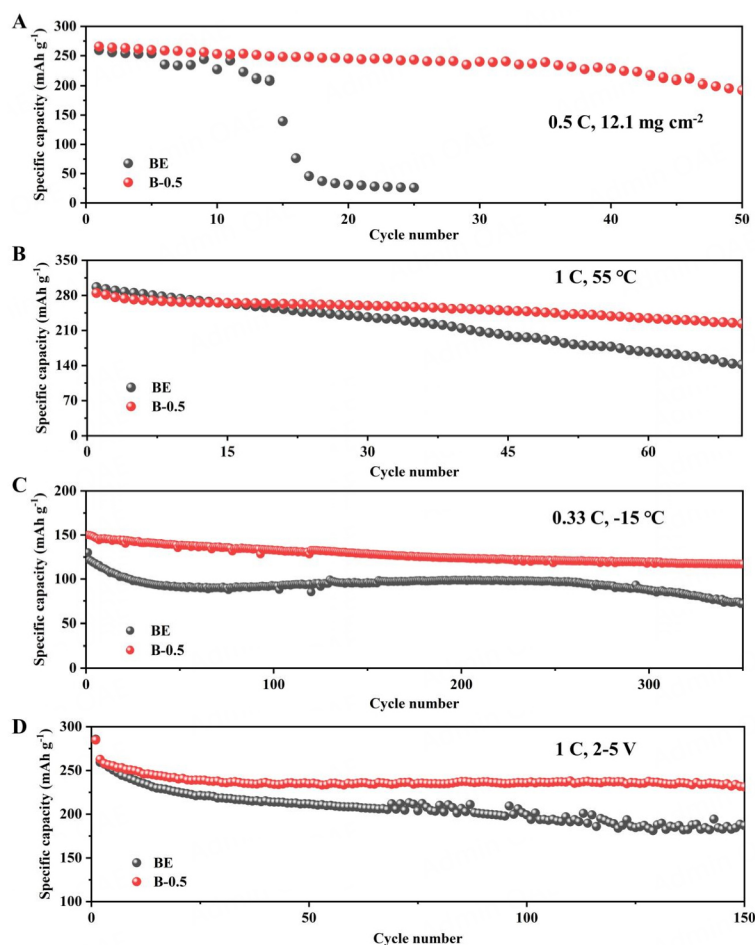 A
Specific capacity (mAh g⁻¹)
300
250
200
150
100
50
0
0.5 C, 12.1 mg cm⁻²
BE
B-0.5
0 10 20 30 40 50
Cycle number
B
Specific capacity (mAh g⁻¹)
350
280
210
140
70
0
1 C, 55 ℃
BE
B-0.5
0 15 30 45 60
Cycle number
C
Specific capacity (mAh g⁻¹)
200
150
100
50
0
0.33 C, -15 ℃
BE
B-0.5
0 100 200 300
Cycle number
D
Specific capacity (mAh g⁻¹)
300
250
200
150
100
1 C, 2-5 V
BE
B-0.5
0 50 100 150
Cycle number